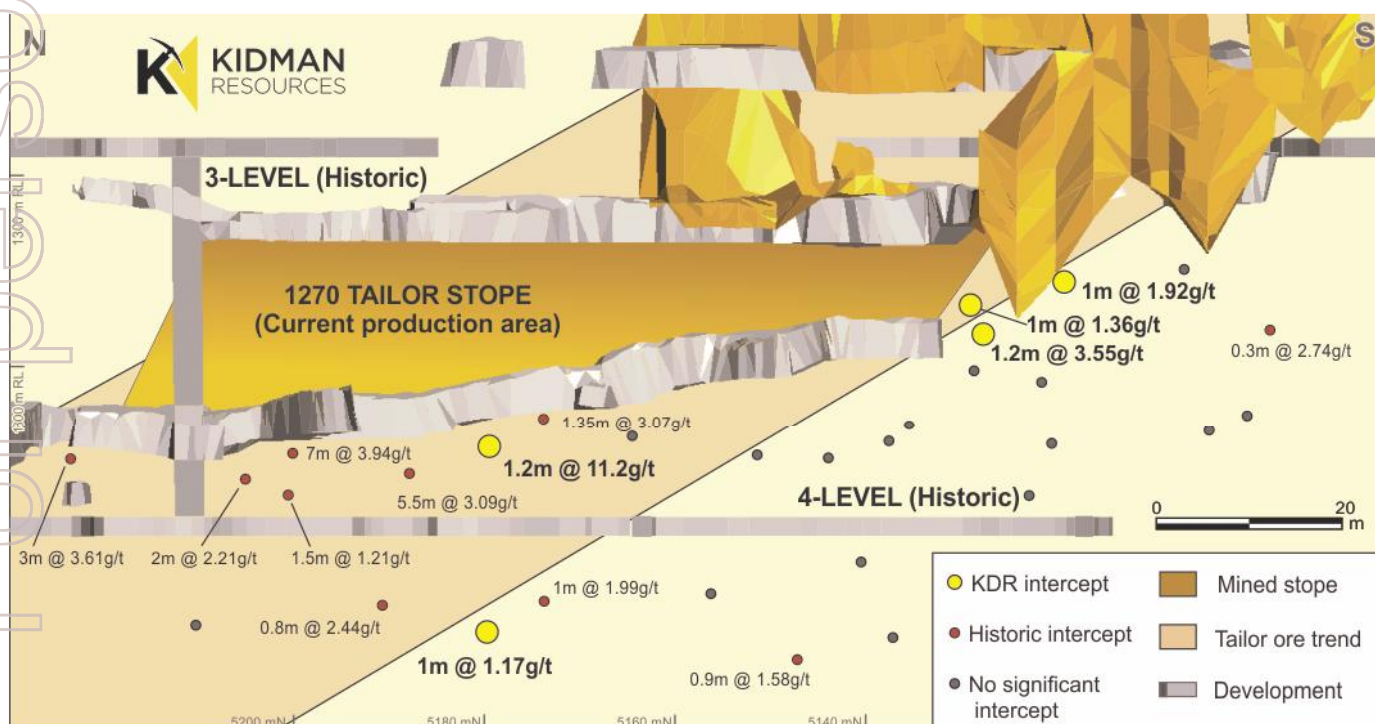 N
S
KIDMAN
RESOURCES
3-LEVEL (Historic)
1300 m RL
1270 TAILOR STOPE
(Current production area)
1m @ 1.92g/t
1m @ 1.36g/t
1.2m @ 3.55g/t
0.3m @ 2.74g/t
1300 m RL
1.35m @ 3.07g/t
7m @ 3.94g/t
1.2m @ 11.2g/t
5.5m @ 3.09g/t
4-LEVEL (Historic)
0
20
m
3m @ 3.61g/t
2m @ 2.21g/t
1.5m @ 1.21g/t
1m @ 1.99g/t
0.8m @ 2.44g/t
1m @ 1.17g/t
0.9m @ 1.58g/t
KDR intercept
Mined stope
Historic intercept
Tailor ore trend
No significant
intercept
Development
5200 mN
5180 mN
5160 mN
5140 mN